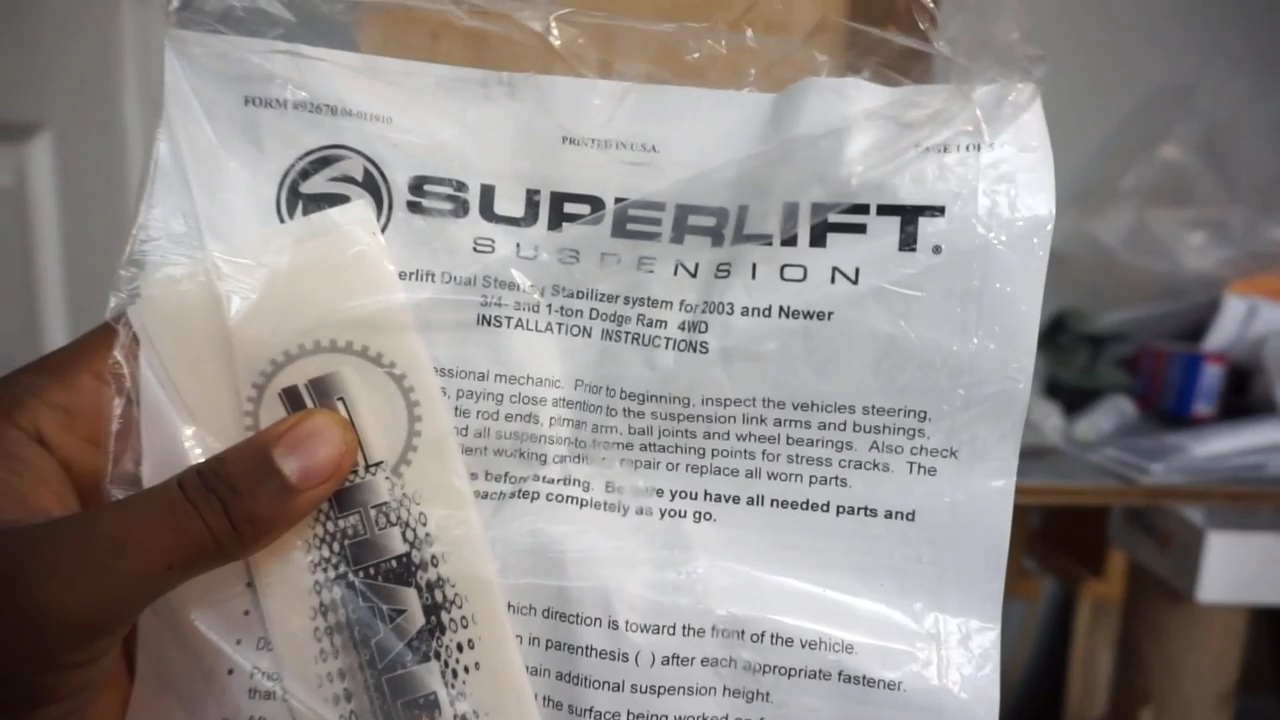 FORM #92670.04-011910
PRINTED IN U.S.A.
PAGE 1 OF 5
SUPERLIFT®
SUSPENSION
erlift Dual Steering Stabilizer system for 2003 and Newer
3/4- and 1-ton Dodge Ram 4WD
INSTALLATION INSTRUCTIONS
essional mechanic. Prior to beginning, inspect the vehicles steering,
s, paying close attention to the suspension link arms and bushings,
tie rod ends, pitman arm, ball joints and wheel bearings. Also check
nd all suspension-to-frame attaching points for stress cracks. The
lent working condit repair or replace all worn parts.
s before starting. Be sure you have all needed parts and
each step completely as you go.
hich direction is toward the front of the vehicle.
n in parenthesis ( ) after each appropriate fastener.
ain additional suspension height.
the surface being worked
Do
Prio
that